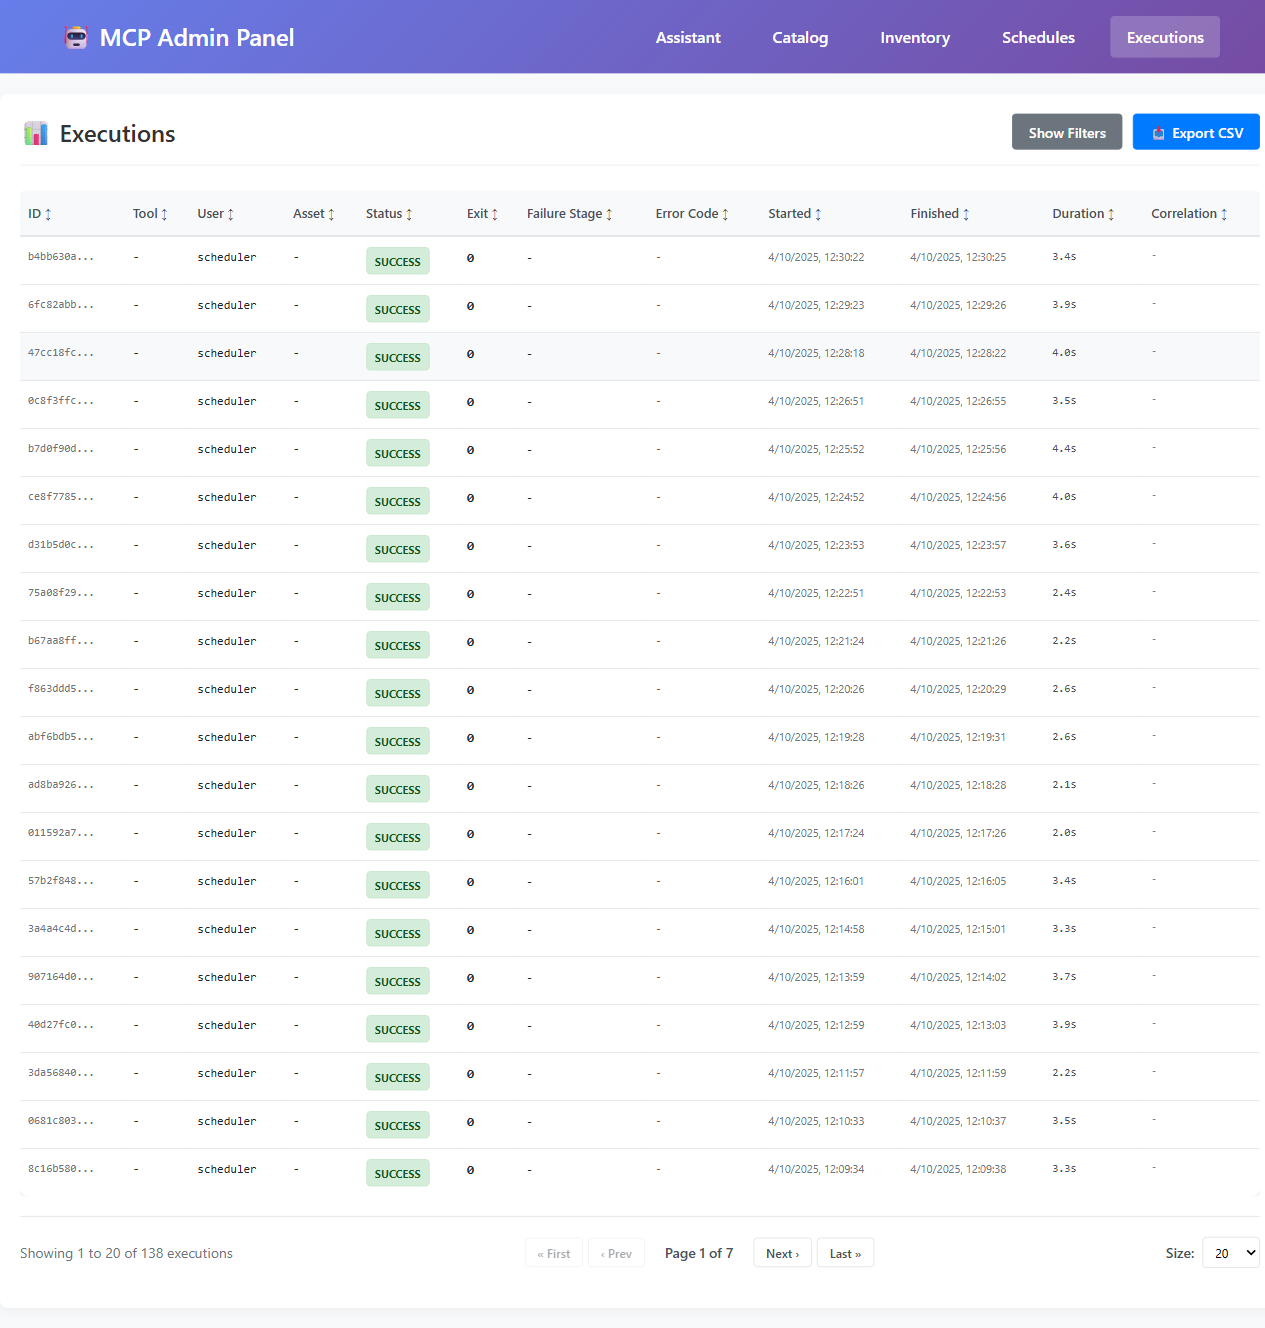 MCP Admin Panel Assistant Catalog Inventory Schedules Executions
Executions Show Filters Export CSV
ID ↕ Tool ↕ User ↕ Asset ↕ Status ↕ Exit ↕ Failure Stage ↕ Error Code ↕ Started ↕ Finished ↕ Duration ↕ Correlation ↕
b4bb630a... - scheduler - SUCCESS 0 - - 4/10/2025, 12:30:22 4/10/2025, 12:30:25 3.4s -
6fc82abb... - scheduler - SUCCESS 0 - - 4/10/2025, 12:29:23 4/10/2025, 12:29:26 3.9s -
47cc18fc... - scheduler - SUCCESS 0 - - 4/10/2025, 12:28:18 4/10/2025, 12:28:22 4.0s -
0c8f3ffc... - scheduler - SUCCESS 0 - - 4/10/2025, 12:26:51 4/10/2025, 12:26:55 3.5s -
b7d0f90d... - scheduler - SUCCESS 0 - - 4/10/2025, 12:25:52 4/10/2025, 12:25:56 4.4s -
ce8f7785... - scheduler - SUCCESS 0 - - 4/10/2025, 12:24:52 4/10/2025, 12:24:56 4.0s -
d31b5d0c... - scheduler - SUCCESS 0 - - 4/10/2025, 12:23:53 4/10/2025, 12:23:57 3.6s -
75a08f29... - scheduler - SUCCESS 0 - - 4/10/2025, 12:22:51 4/10/2025, 12:22:53 2.4s -
b67aa8ff... - scheduler - SUCCESS 0 - - 4/10/2025, 12:21:24 4/10/2025, 12:21:26 2.2s -
f863ddd5... - scheduler - SUCCESS 0 - - 4/10/2025, 12:20:26 4/10/2025, 12:20:29 2.6s -
abf6bdb5... - scheduler - SUCCESS 0 - - 4/10/2025, 12:19:28 4/10/2025, 12:19:31 2.6s -
ad8ba926... - scheduler - SUCCESS 0 - - 4/10/2025, 12:18:26 4/10/2025, 12:18:28 2.1s -
011592a7... - scheduler - SUCCESS 0 - - 4/10/2025, 12:17:24 4/10/2025, 12:17:26 2.0s -
57b2f848... - scheduler - SUCCESS 0 - - 4/10/2025, 12:16:01 4/10/2025, 12:16:05 3.4s -
3a4a4c4d... - scheduler - SUCCESS 0 - - 4/10/2025, 12:14:58 4/10/2025, 12:15:01 3.3s -
907164d0... - scheduler - SUCCESS 0 - - 4/10/2025, 12:13:59 4/10/2025, 12:14:02 3.7s -
40d27fc0... - scheduler - SUCCESS 0 - - 4/10/2025, 12:12:59 4/10/2025, 12:13:03 3.9s -
3da56840... - scheduler - SUCCESS 0 - - 4/10/2025, 12:11:57 4/10/2025, 12:11:59 2.2s -
0681c803... - scheduler - SUCCESS 0 - - 4/10/2025, 12:10:33 4/10/2025, 12:10:37 3.5s -
8c16b580... - scheduler - SUCCESS 0 - - 4/10/2025, 12:09:34 4/10/2025, 12:09:38 3.3s -
Showing 1 to 20 of 138 executions « First ‹ Prev Page 1 of 7 Next › Last » Size: 20